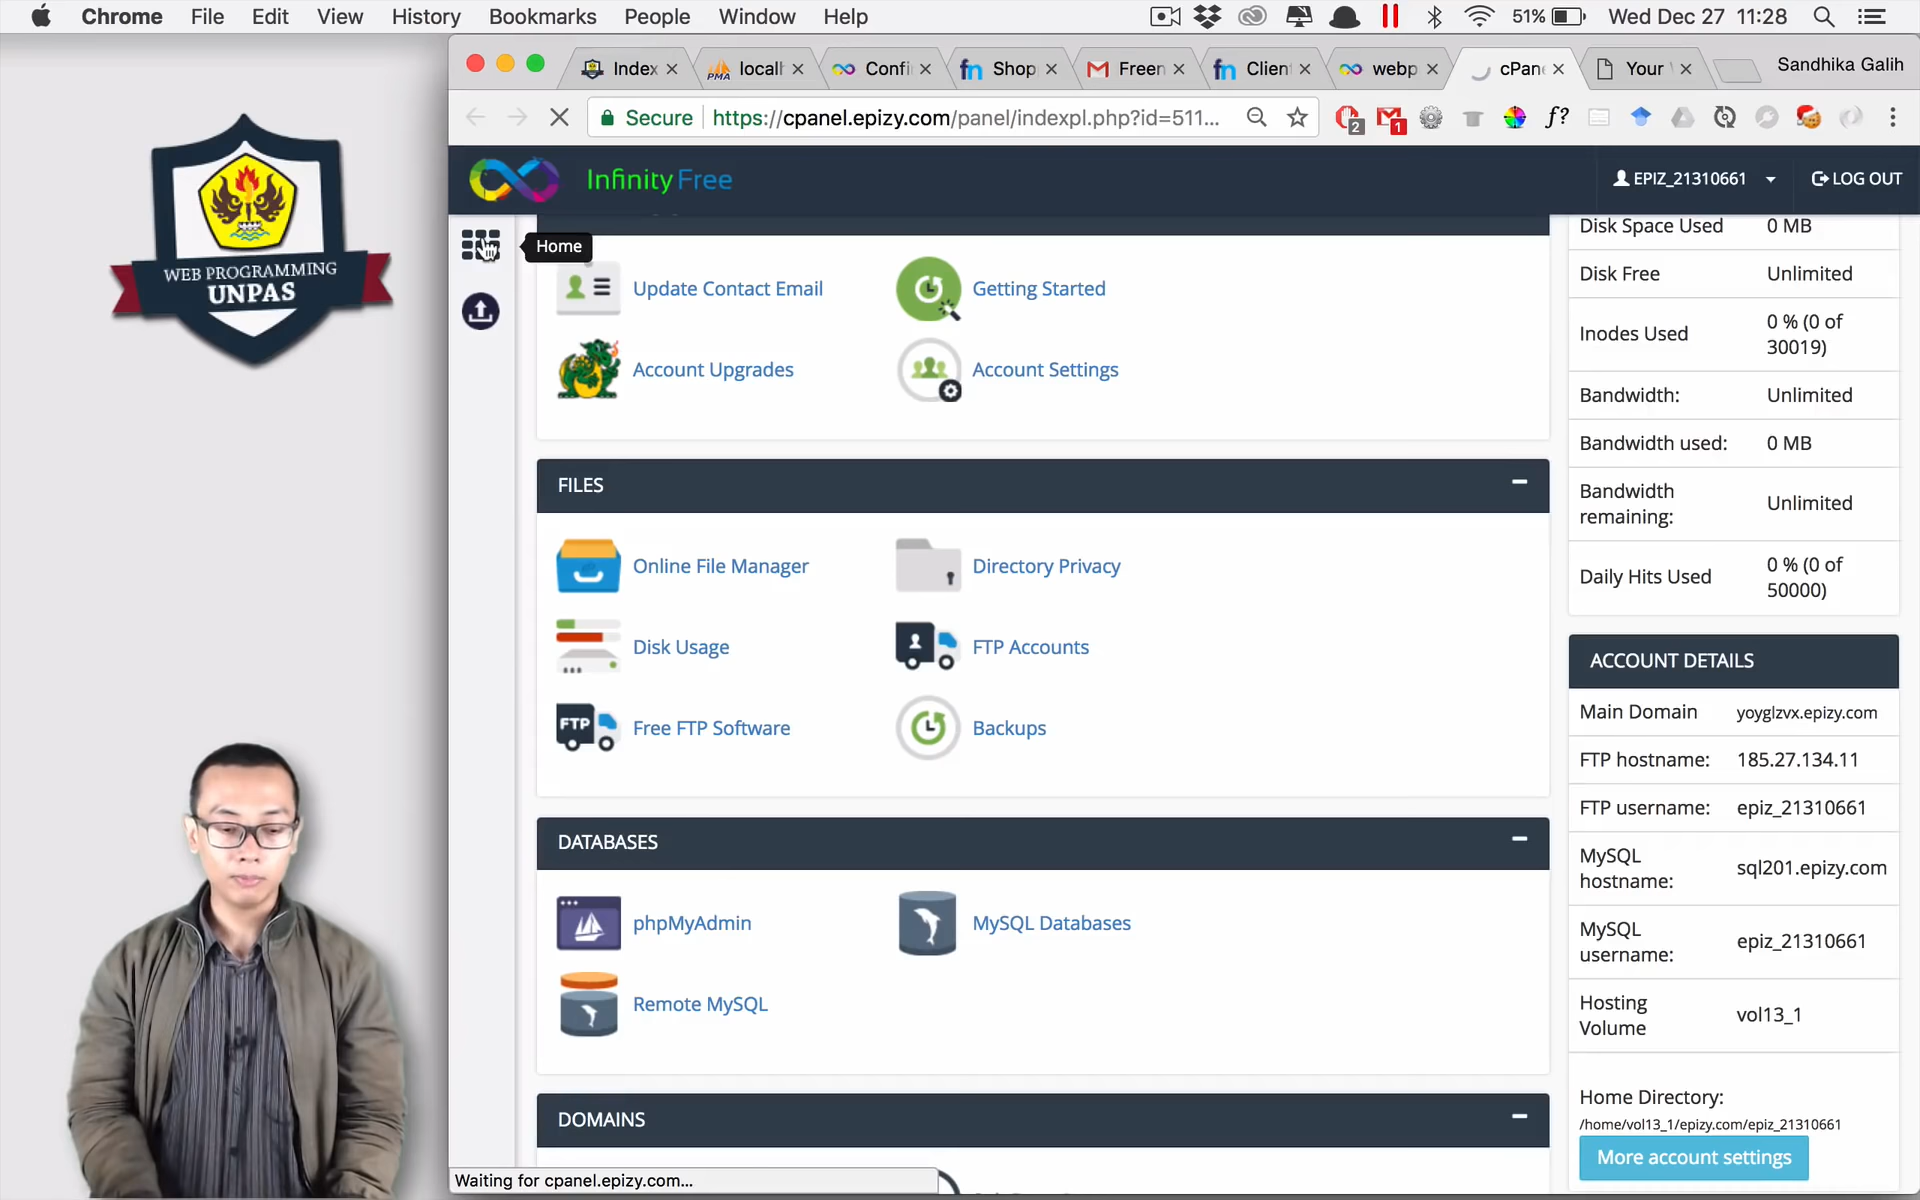 Chrome File Edit View History Bookmarks People Window Help 51% Wed Dec 27 11:28
Index locall Confi Shop Freen Client webp cPane Your Sandhika Galih
Secure https://cpanel.epizy.com/panel/indexpl.php?id=511...
2 1 f?
InfinityFree EPIZ_21310661 LOG OUT
Home
WEB PROGRAMMING
UNPAS
Update Contact Email Getting Started
Account Upgrades Account Settings
FILES
Online File Manager Directory Privacy
Disk Usage FTP Accounts
FTP
Free FTP Software Backups
DATABASES
phpMyAdmin MySQL Databases
Remote MySQL
DOMAINS
Disk Space Used 0 MB
Disk Free Unlimited
Inodes Used 0 % (0 of
30019)
Bandwidth: Unlimited
Bandwidth used: 0 MB
Bandwidth
remaining: Unlimited
Daily Hits Used 0 % (0 of
50000)
ACCOUNT DETAILS
Main Domain yoyglzvx.epizy.com
FTP hostname: 185.27.134.11
FTP username: epiz_21310661
MySQL
hostname: sql201.epizy.com
MySQL
username: epiz_21310661
Hosting
Volume vol13_1
Home Directory:
/home/vol13_1/epizy.com/epiz_21310661
More account settings
Waiting for cpanel.epizy.com...